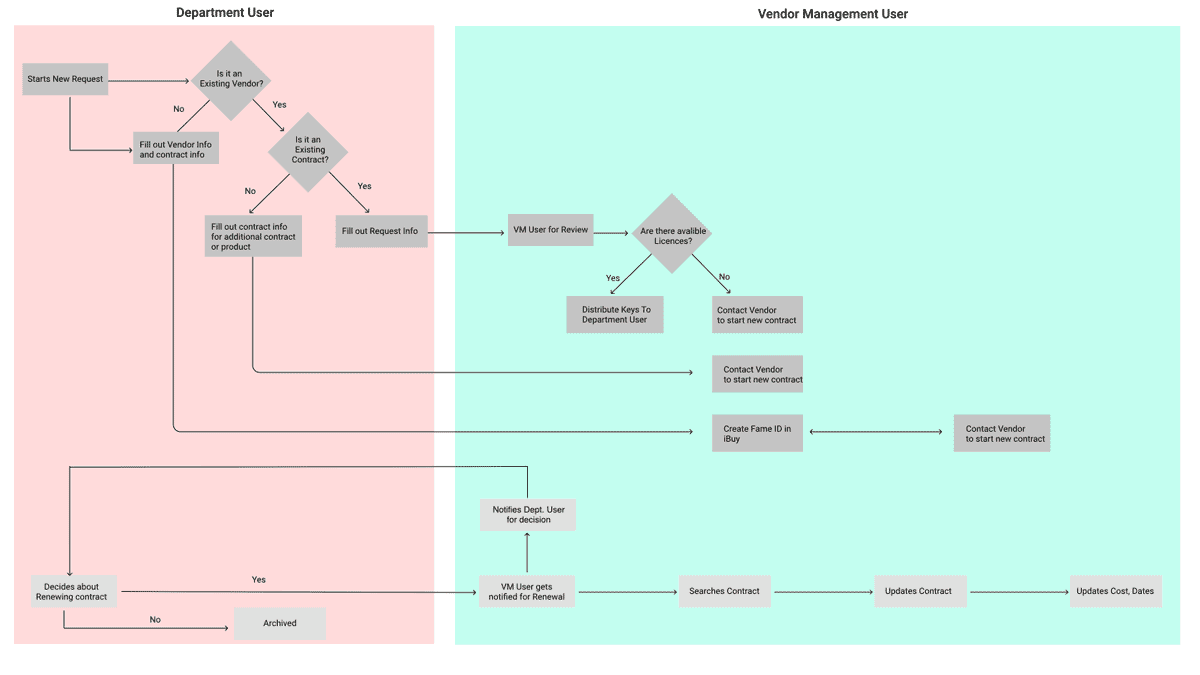 Department User
Vendor Management User
Starts New Request
Is it an
Existing Vendor?
No
Yes
Fill out Vendor Info
and contract info
Is it an
Existing
Contract?
No
Yes
Fill out contract info
for additional contract
or product
Fill out Request Info
VM User for Review
Are there avalible
Licences?
Yes
No
Distribute Keys To
Department User
Contact Vendor
to start new contract
Contact Vendor
to start new contract
Create Fame ID in
iBuy
Contact Vendor
to start new contract
Notifies Dept. User
for decision
Decides about
Renewing contract
Yes
VM User gets
notified for Renewal
Searches Contract
Updates Contract
Updates Cost, Dates
No
Archived